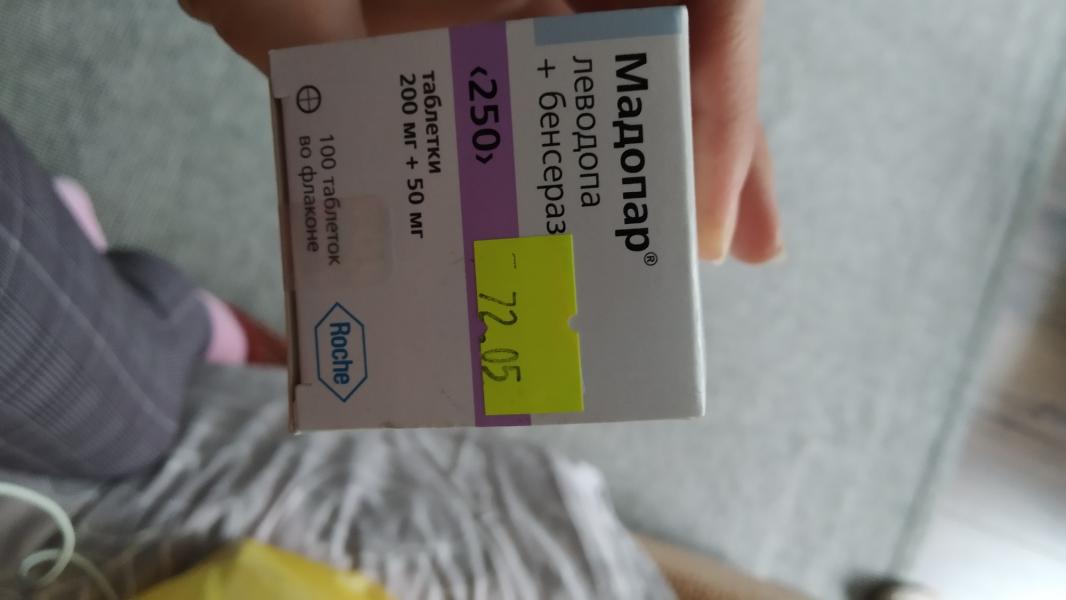 Мадопар®
леводопа
+ бенсераз
‹250›
таблетки
200 мг + 50 мг
100 таблеток
во флаконе
Roche
72.05